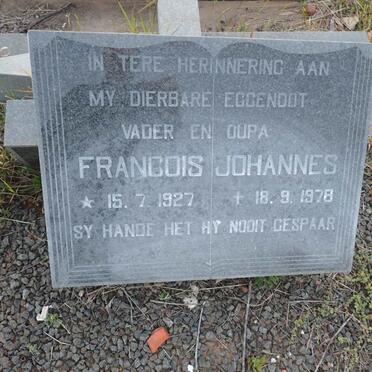 IN TERE HERINNERING AAN
MY DIERBARE EGGENOOT
VADER EN OUPA
FRANCOIS JOHANNES
★ 15.7.1927 ✝ 18.9.1978
SY HANDE HET HY NOOIT GESPAAR